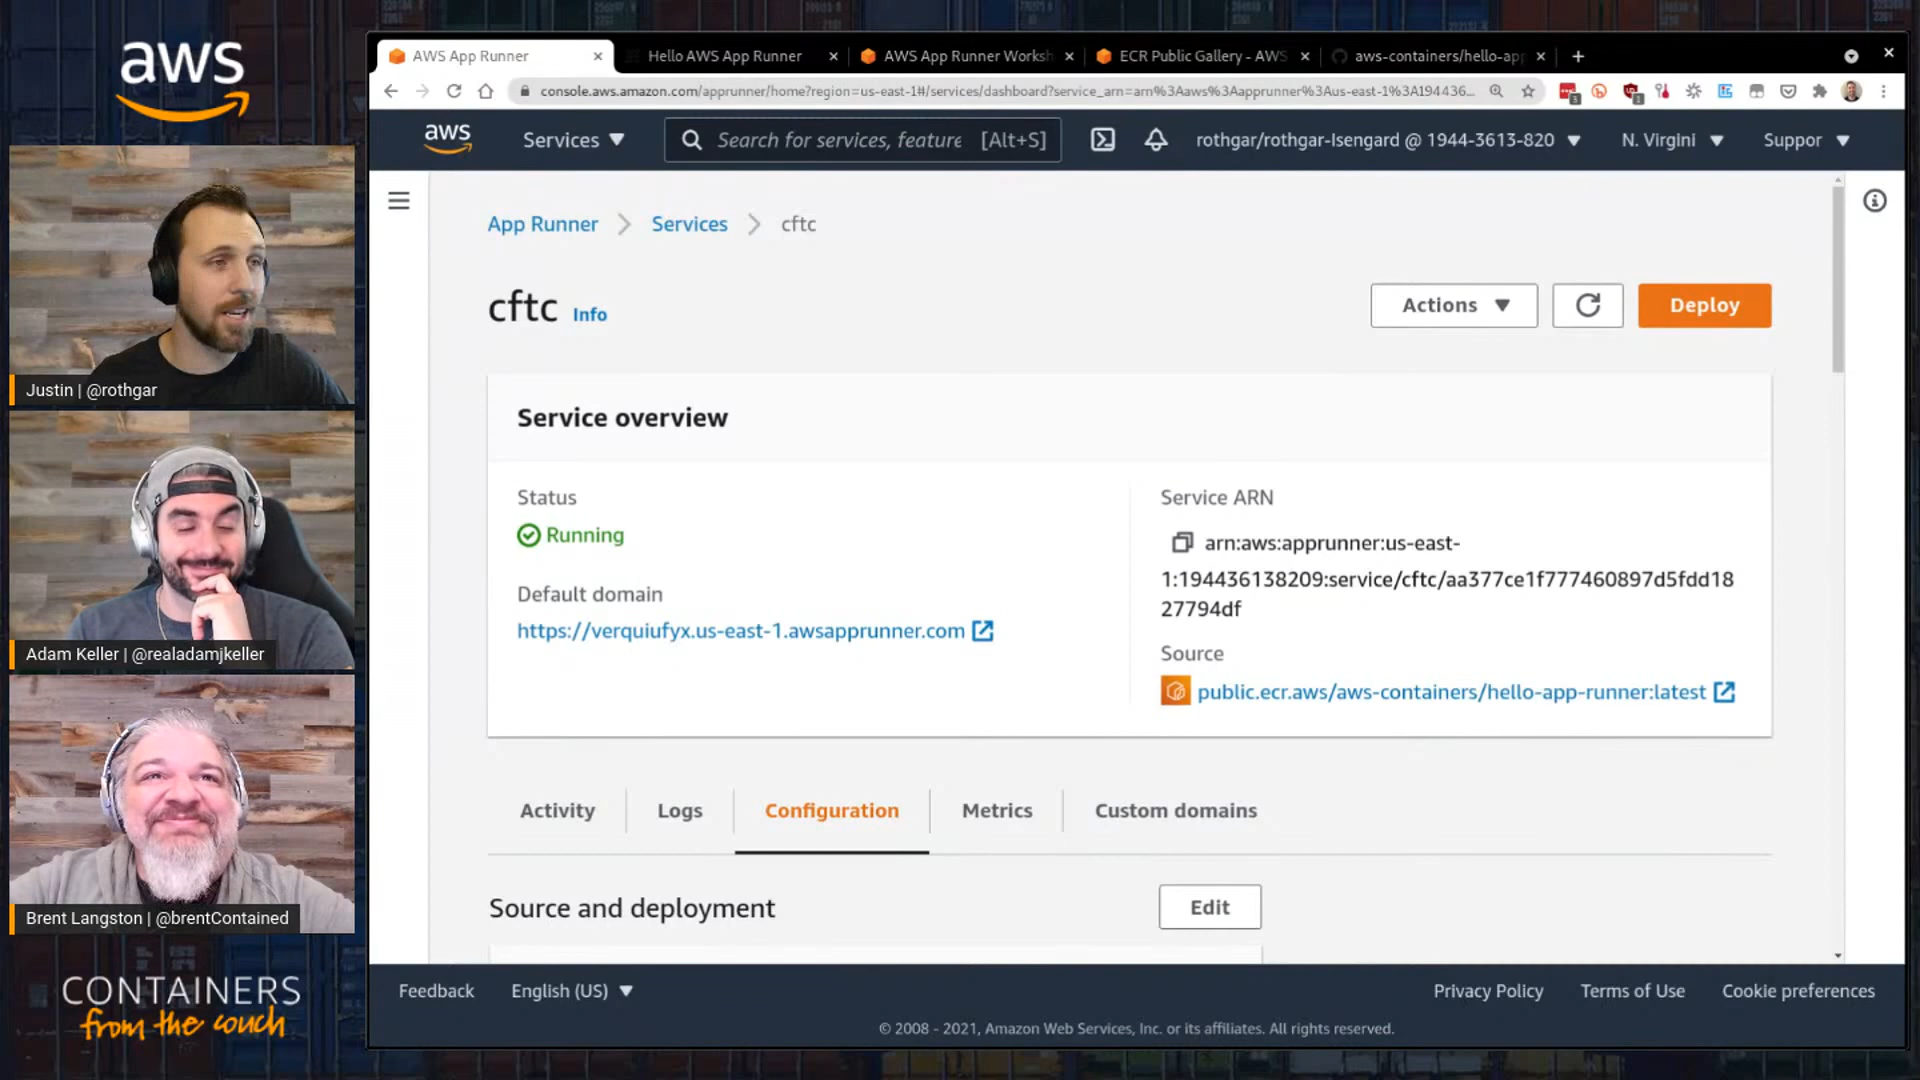 aws
Justin | @rothgar
Adam Keller | @realadamjkeller
Brent Langston | @brentContained
CONTAINERS
from the couch
AWS App Runner
Hello AWS App Runner
AWS App Runner Worksh
ECR Public Gallery - AWS
aws-containers/hello-app
console.aws.amazon.com/apprunner/home?region=us-east-1#/services/dashboard?service_arn=arn%3Aaws%3Aapprunner%3Aus-east-1%3A194436...
aws
Services
Search for services, feature
[Alt+S]
rothgar/rothgar-Isengard @ 1944-3613-820
N. Virgini
Suppor
App Runner
Services
cftc
cftc
Info
Actions
Deploy
Service overview
Status
Running
Default domain
https://verquiufyx.us-east-1.awsapprunner.com
Service ARN
arn:aws:apprunner:us-east-
1:194436138209:service/cftc/aa377ce1f777460897d5fdd18
27794df
Source
public.ecr.aws/aws-containers/hello-app-runner:latest
Activity
Logs
Configuration
Metrics
Custom domains
Source and deployment
Edit
Feedback
English (US)
Privacy Policy
Terms of Use
Cookie preferences
© 2008 - 2021, Amazon Web Services, Inc. or its affiliates. All rights reserved.